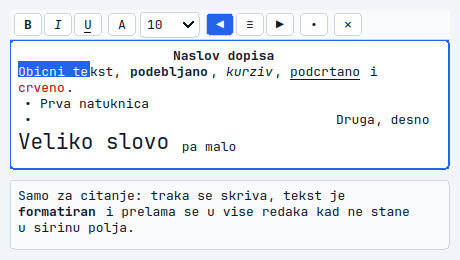 B I U A 10 ◀ ≡ ▶ • ×
Naslov dopisa
Obicni tekst, podebljano, kurziv, podcrtano i
crveno.
• Prva natuknica
• Druga, desno
Veliko slovo pa malo
Samo za citanje: traka se skriva, tekst je
formatiran i prelama se u vise redaka kad ne stane
u sirinu polja.